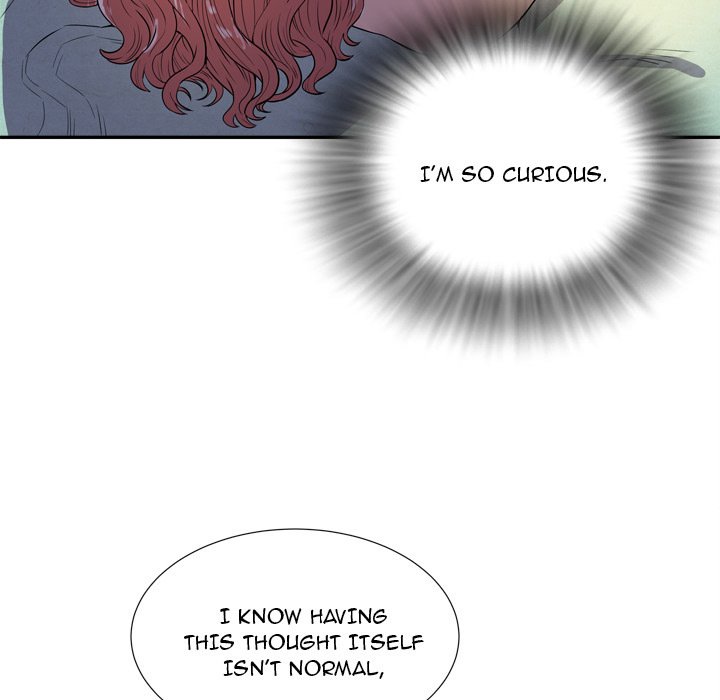 I'M SO CURIOUS.
I KNOW HAVING
THIS THOUGHT ITSELF
ISN'T NORMAL,